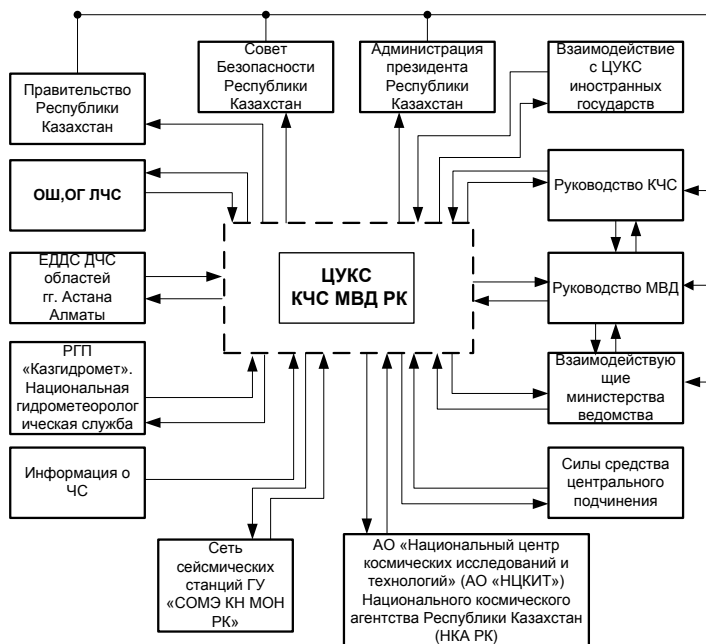 Правительство
Республики
Казахстан
Совет
Безопасности
Республики
Казахстан
Администрация
президента
Республики
Казахстан
Взаимодействие
с ЦУКС
иностранных
государств
ОШ,ОГ ЛЧС
Руководство КЧС
ЕДДС ДЧС
областей
гг. Астана
Алматы
ЦУКС
КЧС МВД РК
Руководство МВД
РГП
«Казгидромет».
Национальная
гидрометеоролог
ическая служба
Взаимодействую
щие
министерства
ведомства
Информация о
ЧС
Силы средства
центрального
подчинения
Сеть
сейсмических
станций ГУ
«СОМЭ КН МОН
РК»
АО «Национальный центр
космических исследований и
технологий» (АО «НЦКИТ»)
Национального космического
агентства Республики Казахстан
(НКА РК)